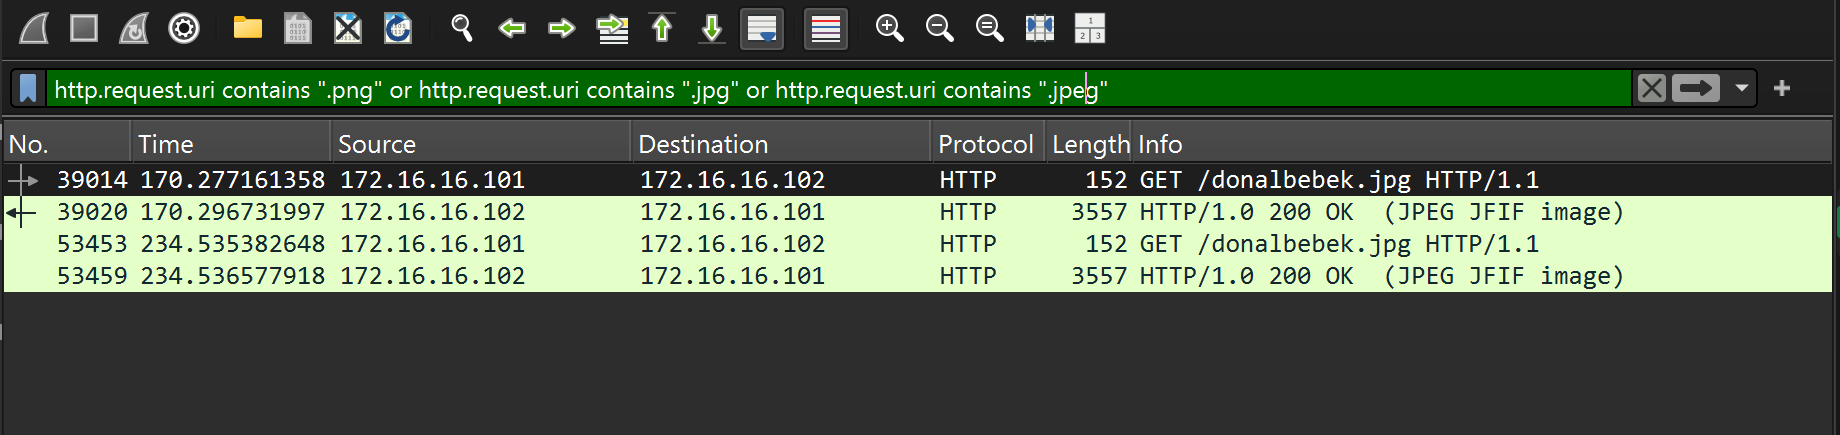 http.request.uri contains ".png" or http.request.uri contains ".jpg" or http.request.uri contains ".jpeg"
No. Time Source Destination Protocol Length Info
39014 170.277161358 172.16.16.101 172.16.16.102 HTTP 152 GET /donalbebek.jpg HTTP/1.1
39020 170.296731997 172.16.16.102 172.16.16.101 HTTP 3557 HTTP/1.0 200 OK (JPEG JFIF image)
53453 234.535382648 172.16.16.101 172.16.16.102 HTTP 152 GET /donalbebek.jpg HTTP/1.1
53459 234.536577918 172.16.16.102 172.16.16.101 HTTP 3557 HTTP/1.0 200 OK (JPEG JFIF image)